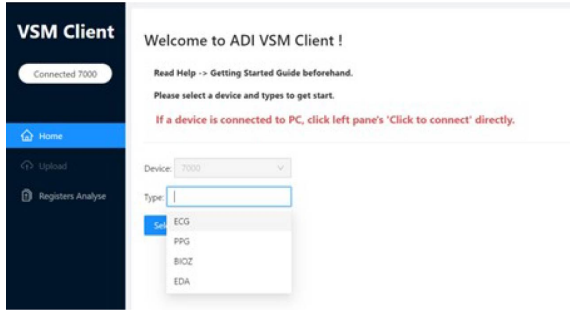 VSM Client
Connected 7000
Home
Upload
Registers Analyse
Welcome to ADI VSM Client !
Read Help -> Getting Started Guide beforehand.
Please select a device and types to get start.
If a device is connected to PC, click left pane's 'Click to connect' directly.
Device: 7000
Type:
ECG
PPG
BIOZ
EDA